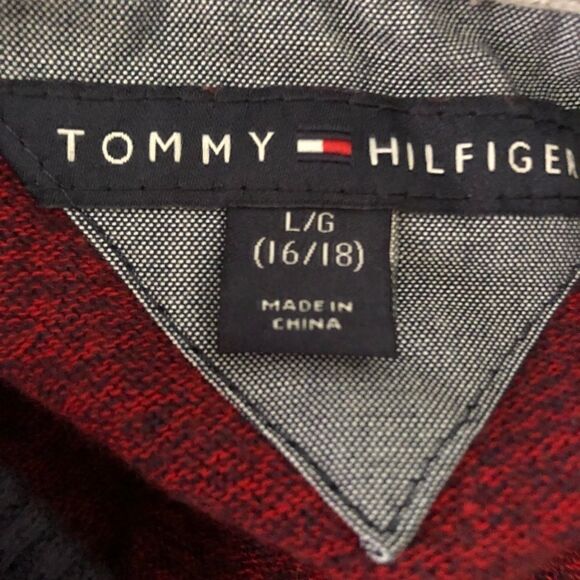 TOMMY HILFIGER
L/G
(16/18)
MADE IN
CHINA